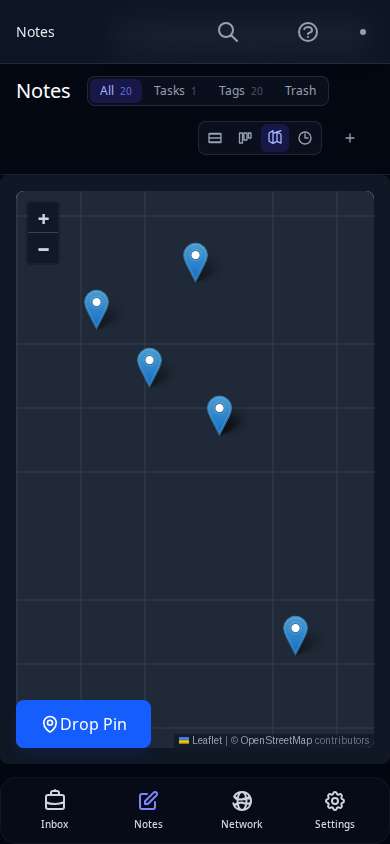 Notes
Notes All 20 Tasks 1 Tags 20 Trash
+
+
−
Drop Pin
Leaflet | © OpenStreetMap contributors
Inbox Notes Network Settings